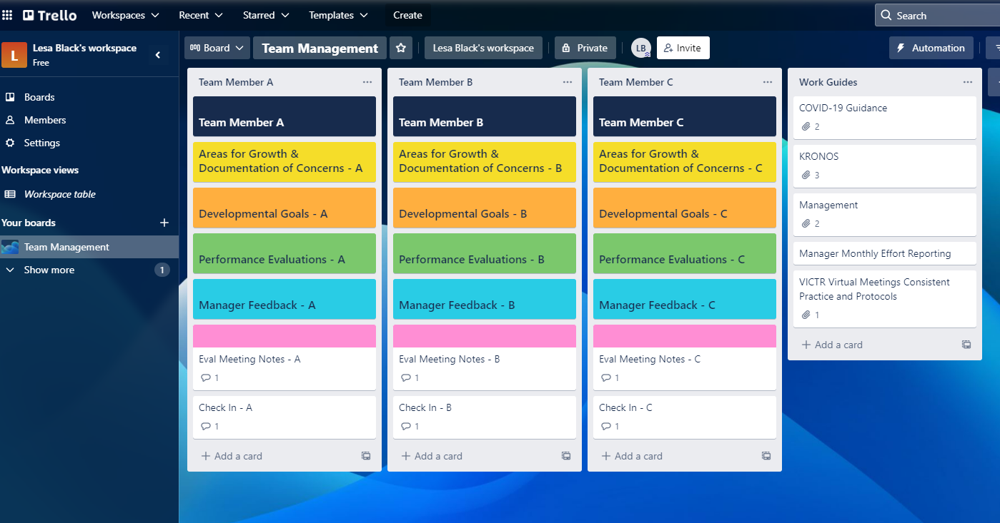 Trello
Workspaces
Recent
Starred
Templates
Create
Search
L
Lesa Black's workspace
Free
Boards
Members
Settings
Workspace views
Workspace table
Your boards
Team Management
Show more
1
Board
Team Management
Lesa Black's workspace
Private
LB
Invite
Automation
Team Member A
Team Member A
Areas for Growth &
Documentation of Concerns - A
Developmental Goals - A
Performance Evaluations - A
Manager Feedback - A
Eval Meeting Notes - A
1
Check In - A
1
Add a card
Team Member B
Team Member B
Areas for Growth &
Documentation of Concerns - B
Developmental Goals - B
Performance Evaluations - B
Manager Feedback - B
Eval Meeting Notes - B
1
Check In - B
1
Add a card
Team Member C
Team Member C
Areas for Growth &
Documentation of Concerns - C
Developmental Goals - C
Performance Evaluations - C
Manager Feedback - C
Eval Meeting Notes - C
1
Check In - C
1
Add a card
Work Guides
COVID-19 Guidance
2
KRONOS
3
Management
2
Manager Monthly Effort Reporting
VICTR Virtual Meetings Consistent
Practice and Protocols
1
Add a card